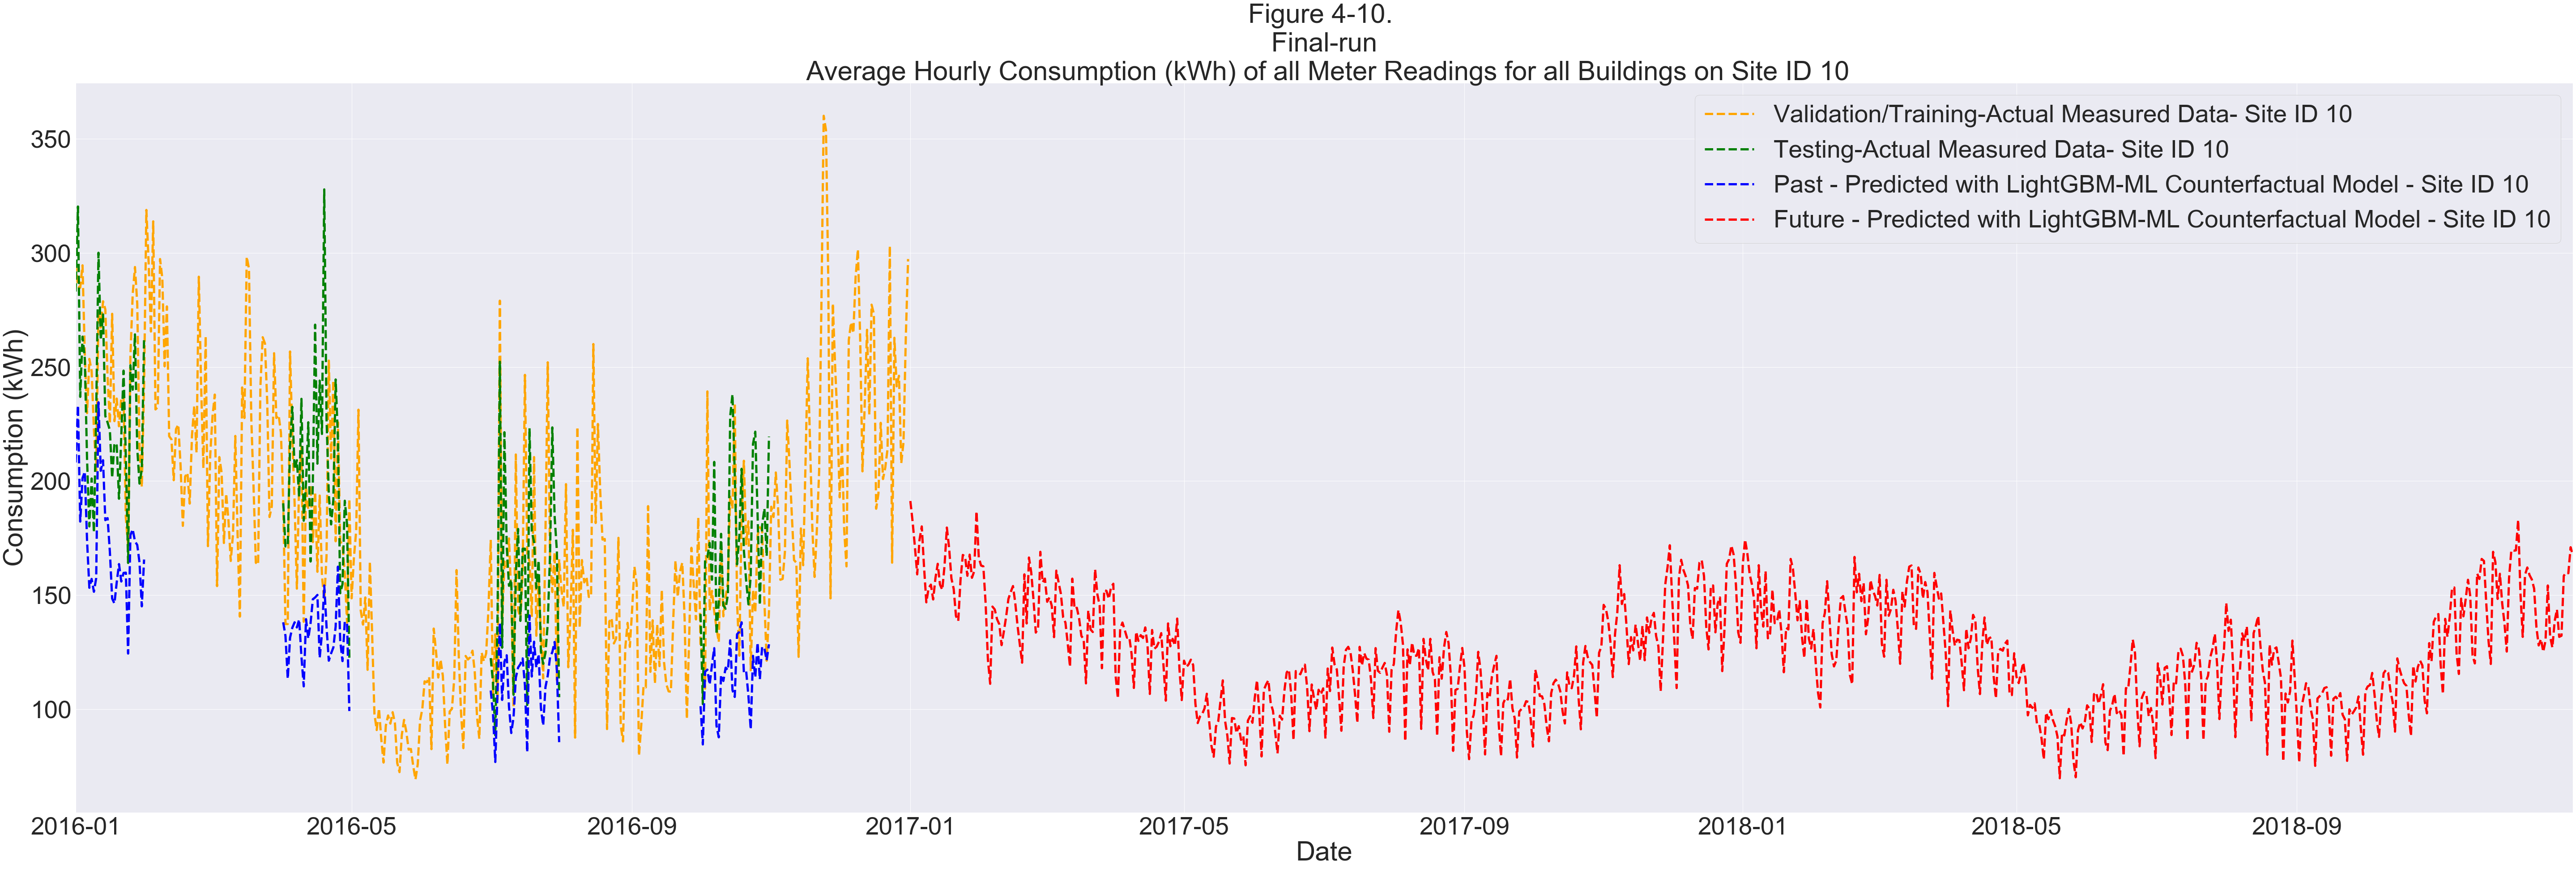 Figure 4-10.
Final-run
Average Hourly Consumption (kWh) of all Meter Readings for all Buildings on Site ID 10
Validation/Training-Actual Measured Data- Site ID 10
Testing-Actual Measured Data- Site ID 10
Past - Predicted with LightGBM-ML Counterfactual Model - Site ID 10
Future - Predicted with LightGBM-ML Counterfactual Model - Site ID 10
Consumption (kWh)
350
300
250
200
150
100
2016-01
2016-05
2016-09
2017-01
2017-05
2017-09
2018-01
2018-05
2018-09
Date